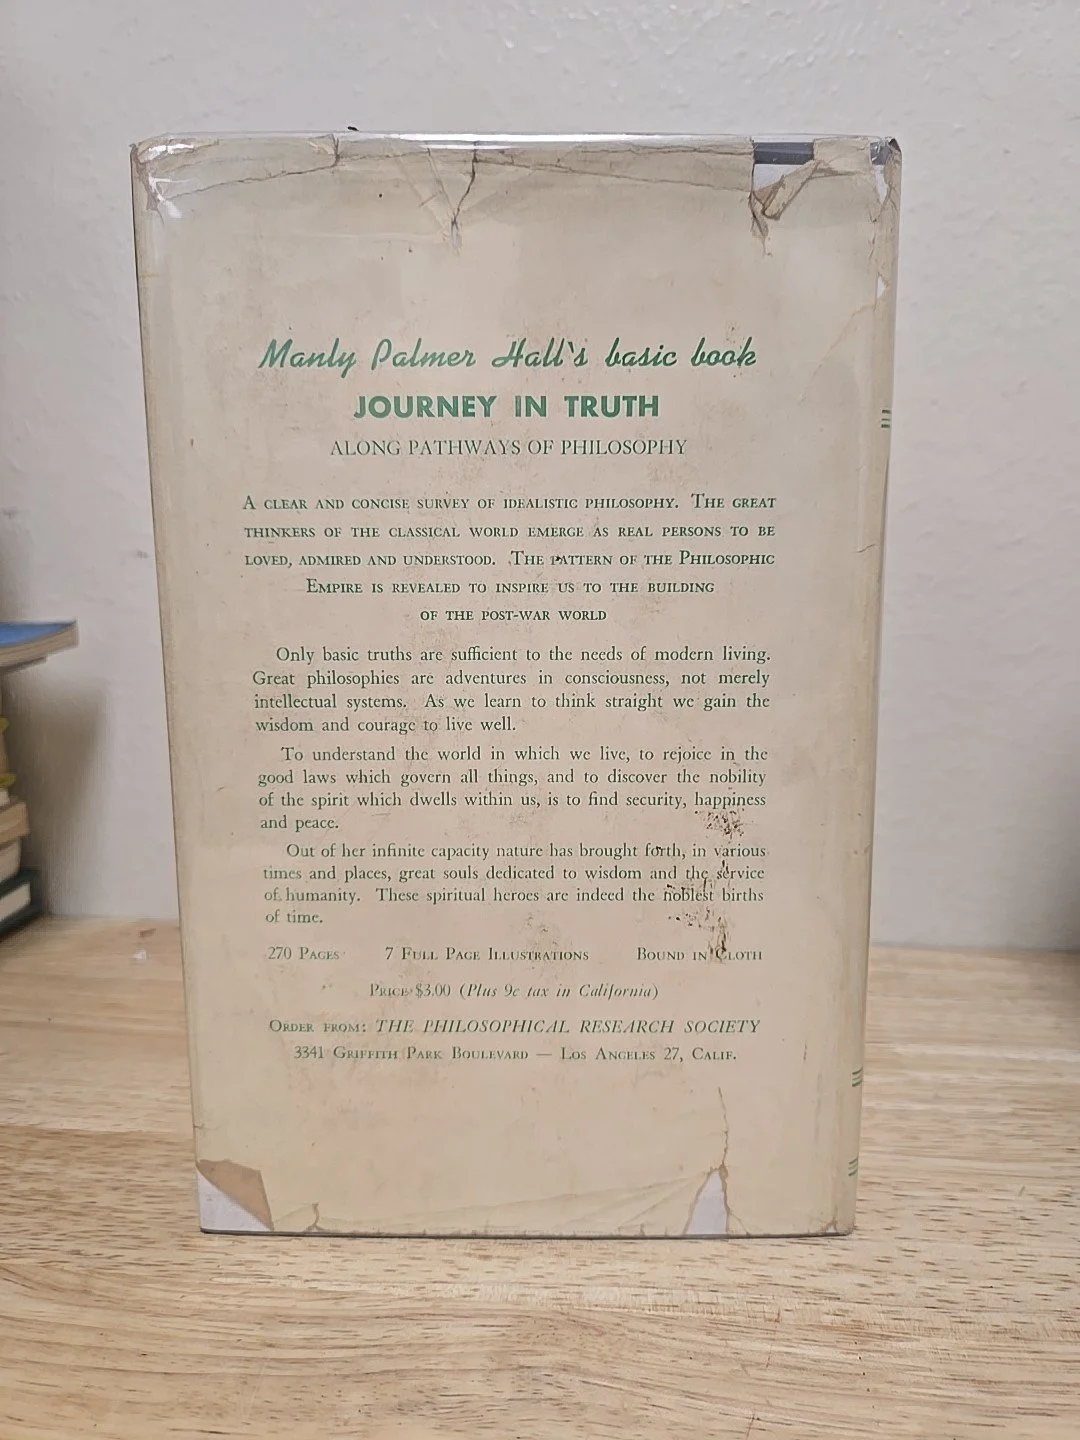 Manly Palmer Hall's basic book
JOURNEY IN TRUTH
ALONG PATHWAYS OF PHILOSOPHY
A CLEAR AND CONCISE SURVEY OF IDEALISTIC PHILOSOPHY. THE GREAT
THINKERS OF THE CLASSICAL WORLD EMERGE AS REAL PERSONS TO BE
LOVED, ADMIRED AND UNDERSTOOD. THE PATTERN OF THE PHILOSOPHIC
EMPIRE IS REVEALED TO INSPIRE US TO THE BUILDING
OF THE POST-WAR WORLD
Only basic truths are sufficient to the needs of modern living.
Great philosophies are adventures in consciousness, not merely
intellectual systems. As we learn to think straight we gain the
wisdom and courage to live well.
To understand the world in which we live, to rejoice in the
good laws which govern all things, and to discover the nobility
of the spirit which dwells within us, is to find security, happiness
and peace.
Out of her infinite capacity nature has brought forth, in various
times and places, great souls dedicated to wisdom and the service
of humanity. These spiritual heroes are indeed the noblest births
of time.
270 PAGES 7 FULL PAGE ILLUSTRATIONS BOUND IN CLOTH
PRICE $3.00 (Plus 9c tax in California)
ORDER FROM: THE PHILOSOPHICAL RESEARCH SOCIETY
3341 GRIFFITH PARK BOULEVARD — LOS ANGELES 27, CALIF.